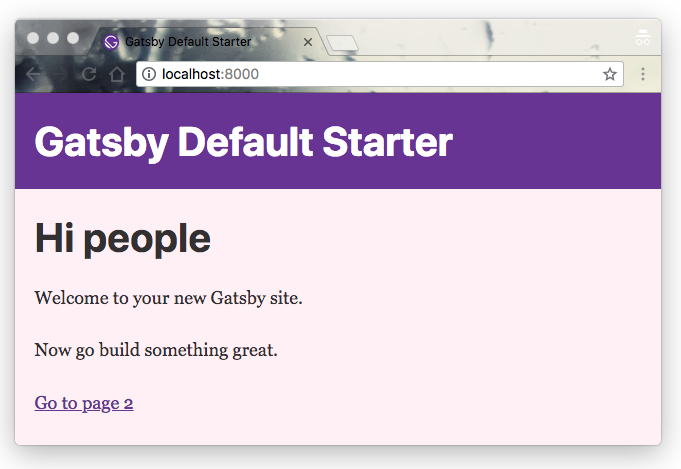 Gatsby Default Starter
localhost:8000
Gatsby Default Starter
Hi people
Welcome to your new Gatsby site.
Now go build something great.
Go to page 2